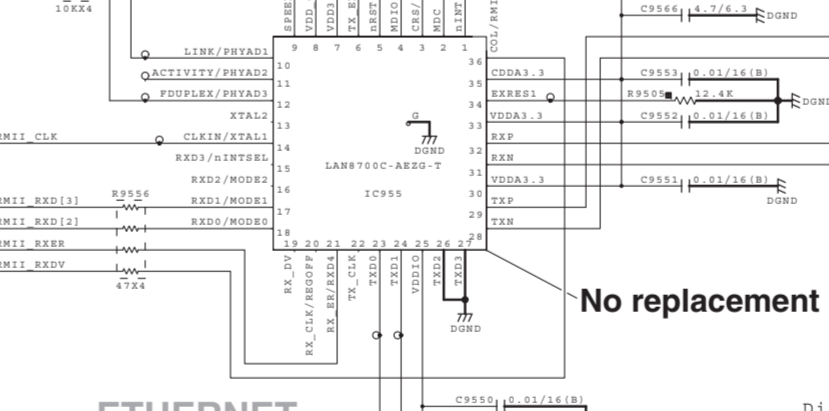 10KX4
SPEE
VDD_
VDD3
TX_E
nRST
MDIO
CRS/
MDC
nINT
COL/RMI
C9566
4.7/6.3
DGND
9 8 7 6 5 4 3 2 1
LINK/PHYAD1
ACTIVITY/PHYAD2
FDUPLEX/PHYAD3
XTAL2
RMII_CLK
CLKIN/XTAL1
RXD3/nINTSEL
RXD2/MODE2
RMII_RXD[3]
R9556
RXD1/MODE1
RMII_RXD[2]
RXD0/MODE0
RMII_RXER
RMII_RXDV
47X4
10
11
12
13
14
15
16
17
18
G
DGND
LAN8700C-AEZG-T
IC955
36
35
34
33
32
31
30
29
28
CDDA3.3
C9553
0.01/16(B)
EXRES1
R9505
12.4K
DGND
VDDA3.3
C9552
0.01/16(B)
RXP
RXN
VDDA3.3
C9551
0.01/16(B)
TXP
DGND
TXN
19 20 21 22 23 24 25 26 27
RX_DV
RX_CLK/REGOFF
RX_ER/RXD4
TX_CLK
TXD0
TXD1
VDDIO
TXD2
TXD3
DGND
No replacement
ETHERNET
C9550
0.01/16(B)
Di